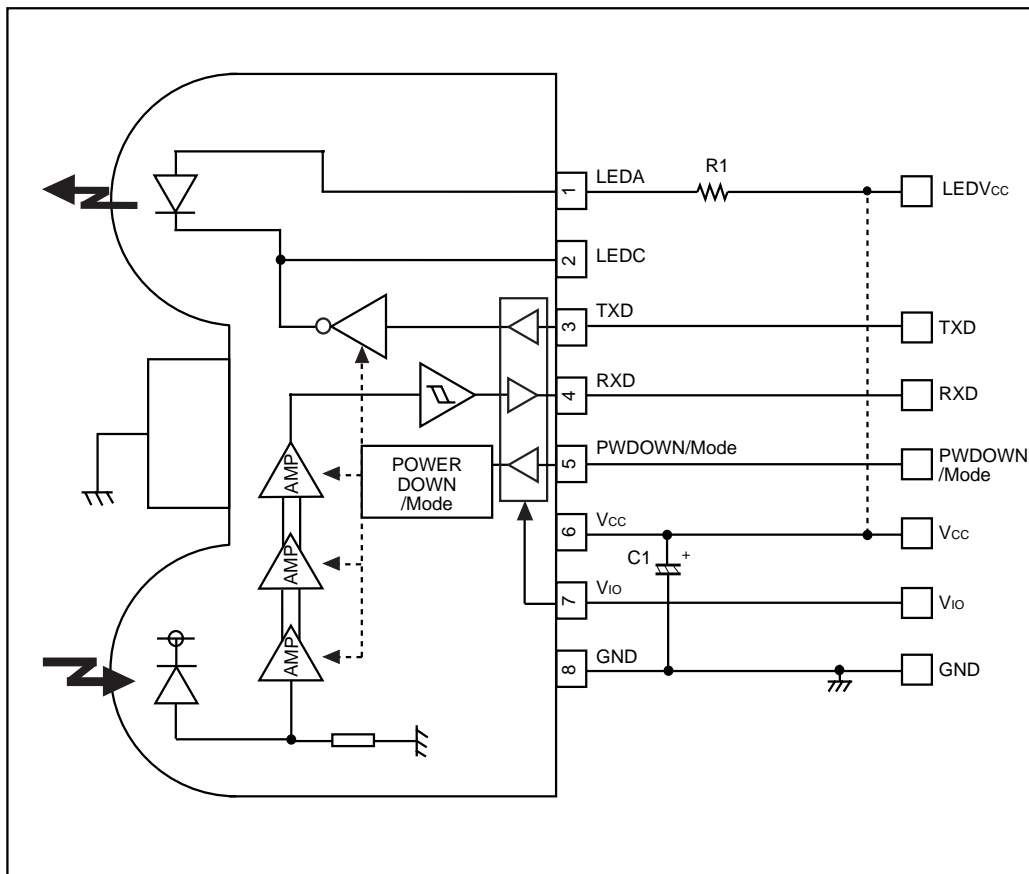 R1
1
LEDA
LEDVcc
2
LEDC
3
TXD
TXD
4
RXD
RXD
AMP
POWER
DOWN
/Mode
5
PWDOWN/Mode
PWDOWN
/Mode
6
Vcc
Vcc
C1
+
AMP
7
VIO
VIO
AMP
8
GND
GND